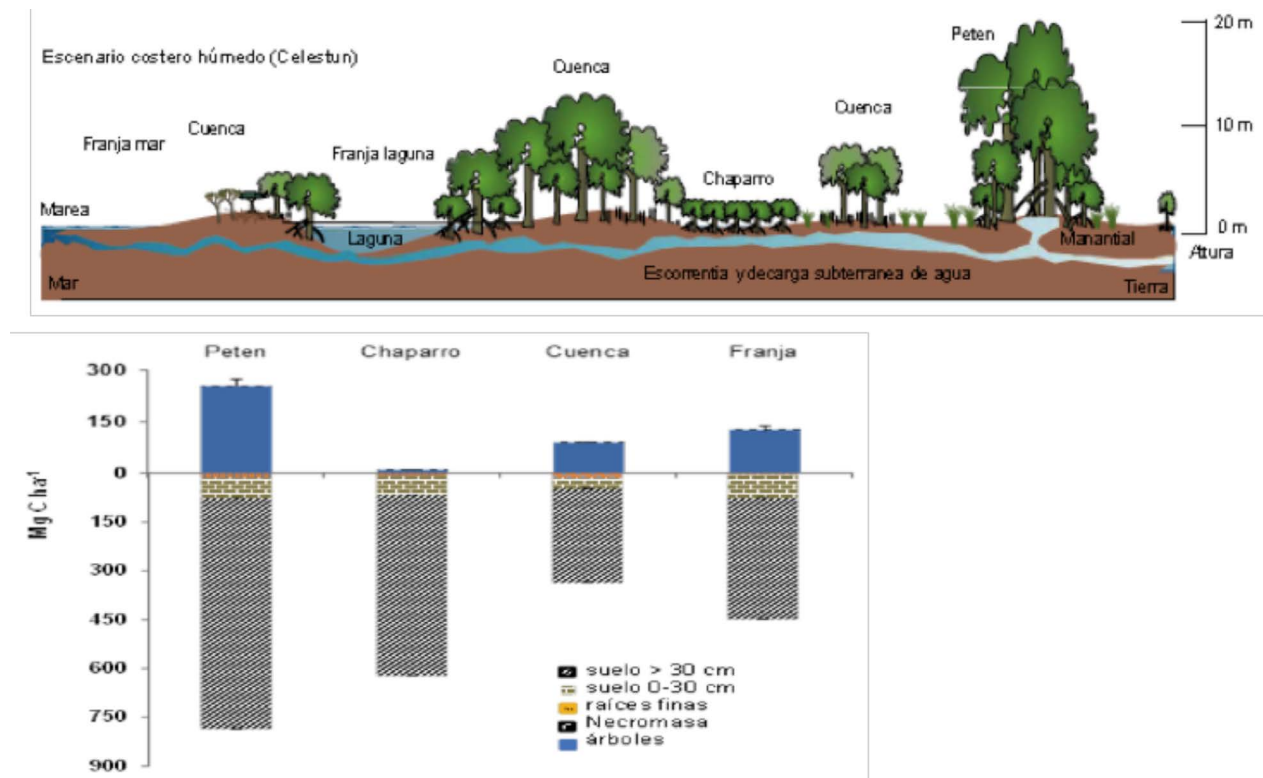 Peten
20 m
Escenario costero húmedo (Celestun)
Cuenca
Cuenca
Cuenca
10 m
Franja mar
Franja laguna
Chaparro
Marea
0 m
Laguna
Manantial
Altura
Escorrentía y decarga subterranea de agua
Mar
Tierra
Peten Chaparro Cuenca Franja
300
150
0
150
300
450
600
750
900
Mg C ha-1
suelo > 30 cm
suelo 0-30 cm
raíces finas
Necromasa
árboles